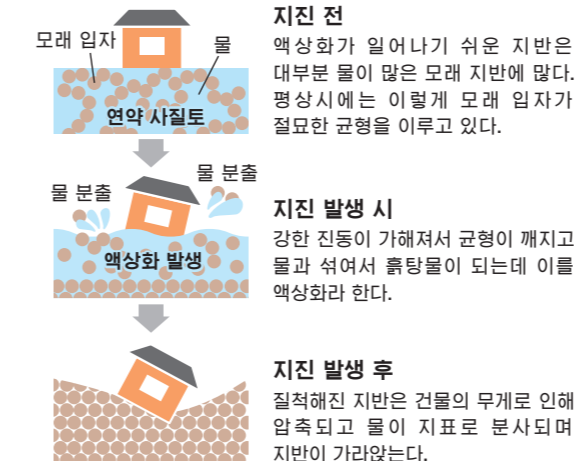 지진 전
모래 입자
물
액상화가 일어나기 쉬운 지반은
대부분 물이 많은 모래 지반에 많다.
평상시에는 이렇게 모래 입자가
절묘한 균형을 이루고 있다.
연약 사질토
물 분출
물 분출
지진 발생 시
강한 진동이 가해져서 균형이 깨지고
물과 섞여서 흙탕물이 되는데 이를
액상화라 한다.
액상화 발생
지진 발생 후
질척해진 지반은 건물의 무게로 인해
압축되고 물이 지표로 분사되며
지반이 가라앉는다.